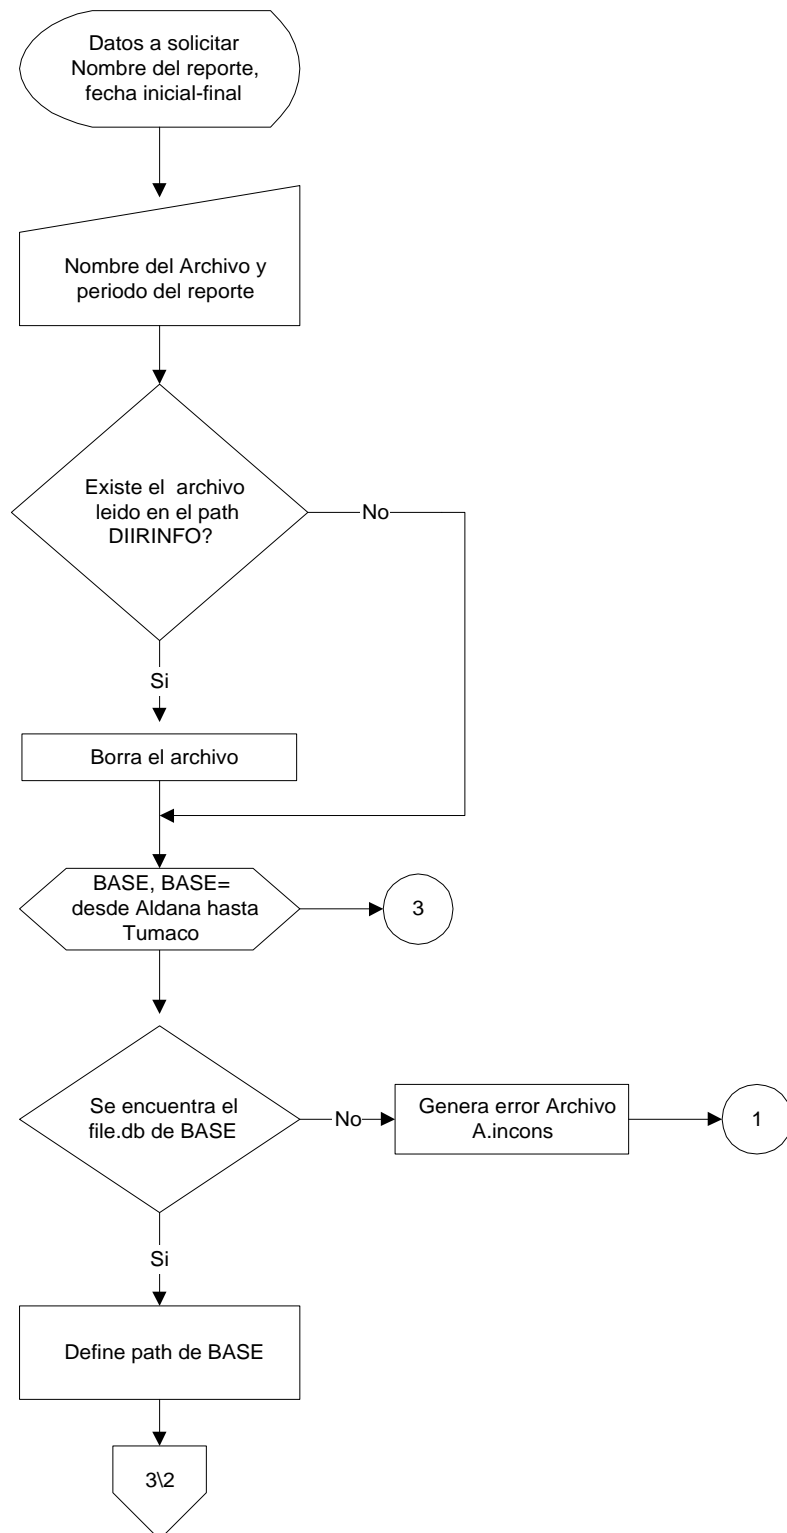 Datos a solicitar
Nombre del reporte,
fecha inicial-final
Nombre del Archivo y
periodo del reporte
Existe el  archivo
leido en el path
DIIRINFO?
No
Si
Borra el archivo
BASE, BASE=
desde Aldana hasta
Tumaco
3
Se encuentra el
file.db de BASE
No
Genera error Archivo
A.incons
1
Si
Define path de BASE
3\2